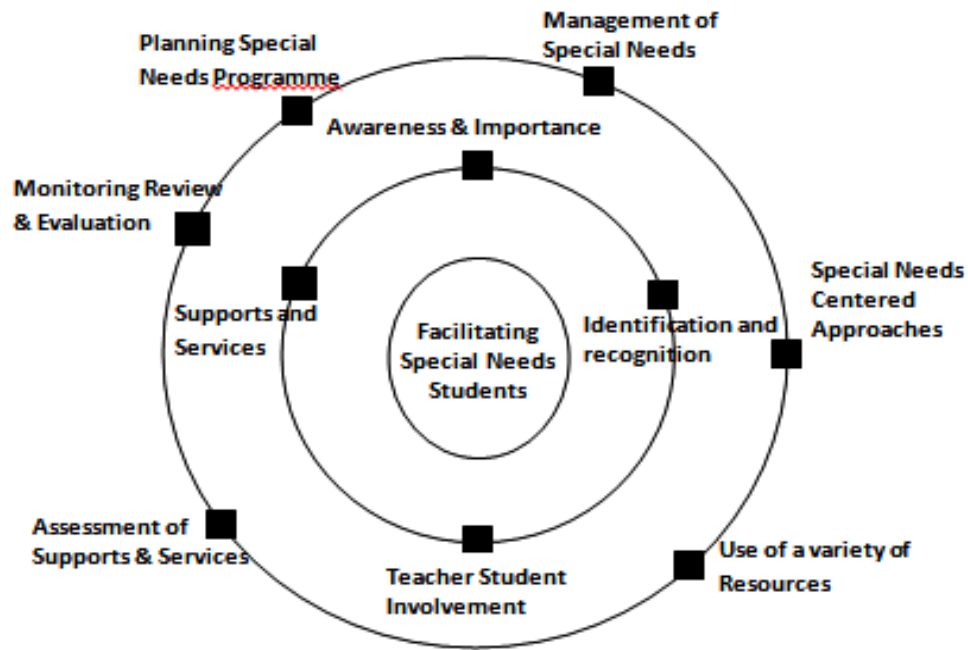 Management of
Special Needs
Planning Special
Needs Programme
Awareness & Importance
Monitoring Review
& Evaluation
Special Needs
Centered
Approaches
Supports and
Services
Facilitating
Special Needs
Students
Identification and
recognition
Assessment of
Supports & Services
Teacher Student
Involvement
Use of a variety of
Resources